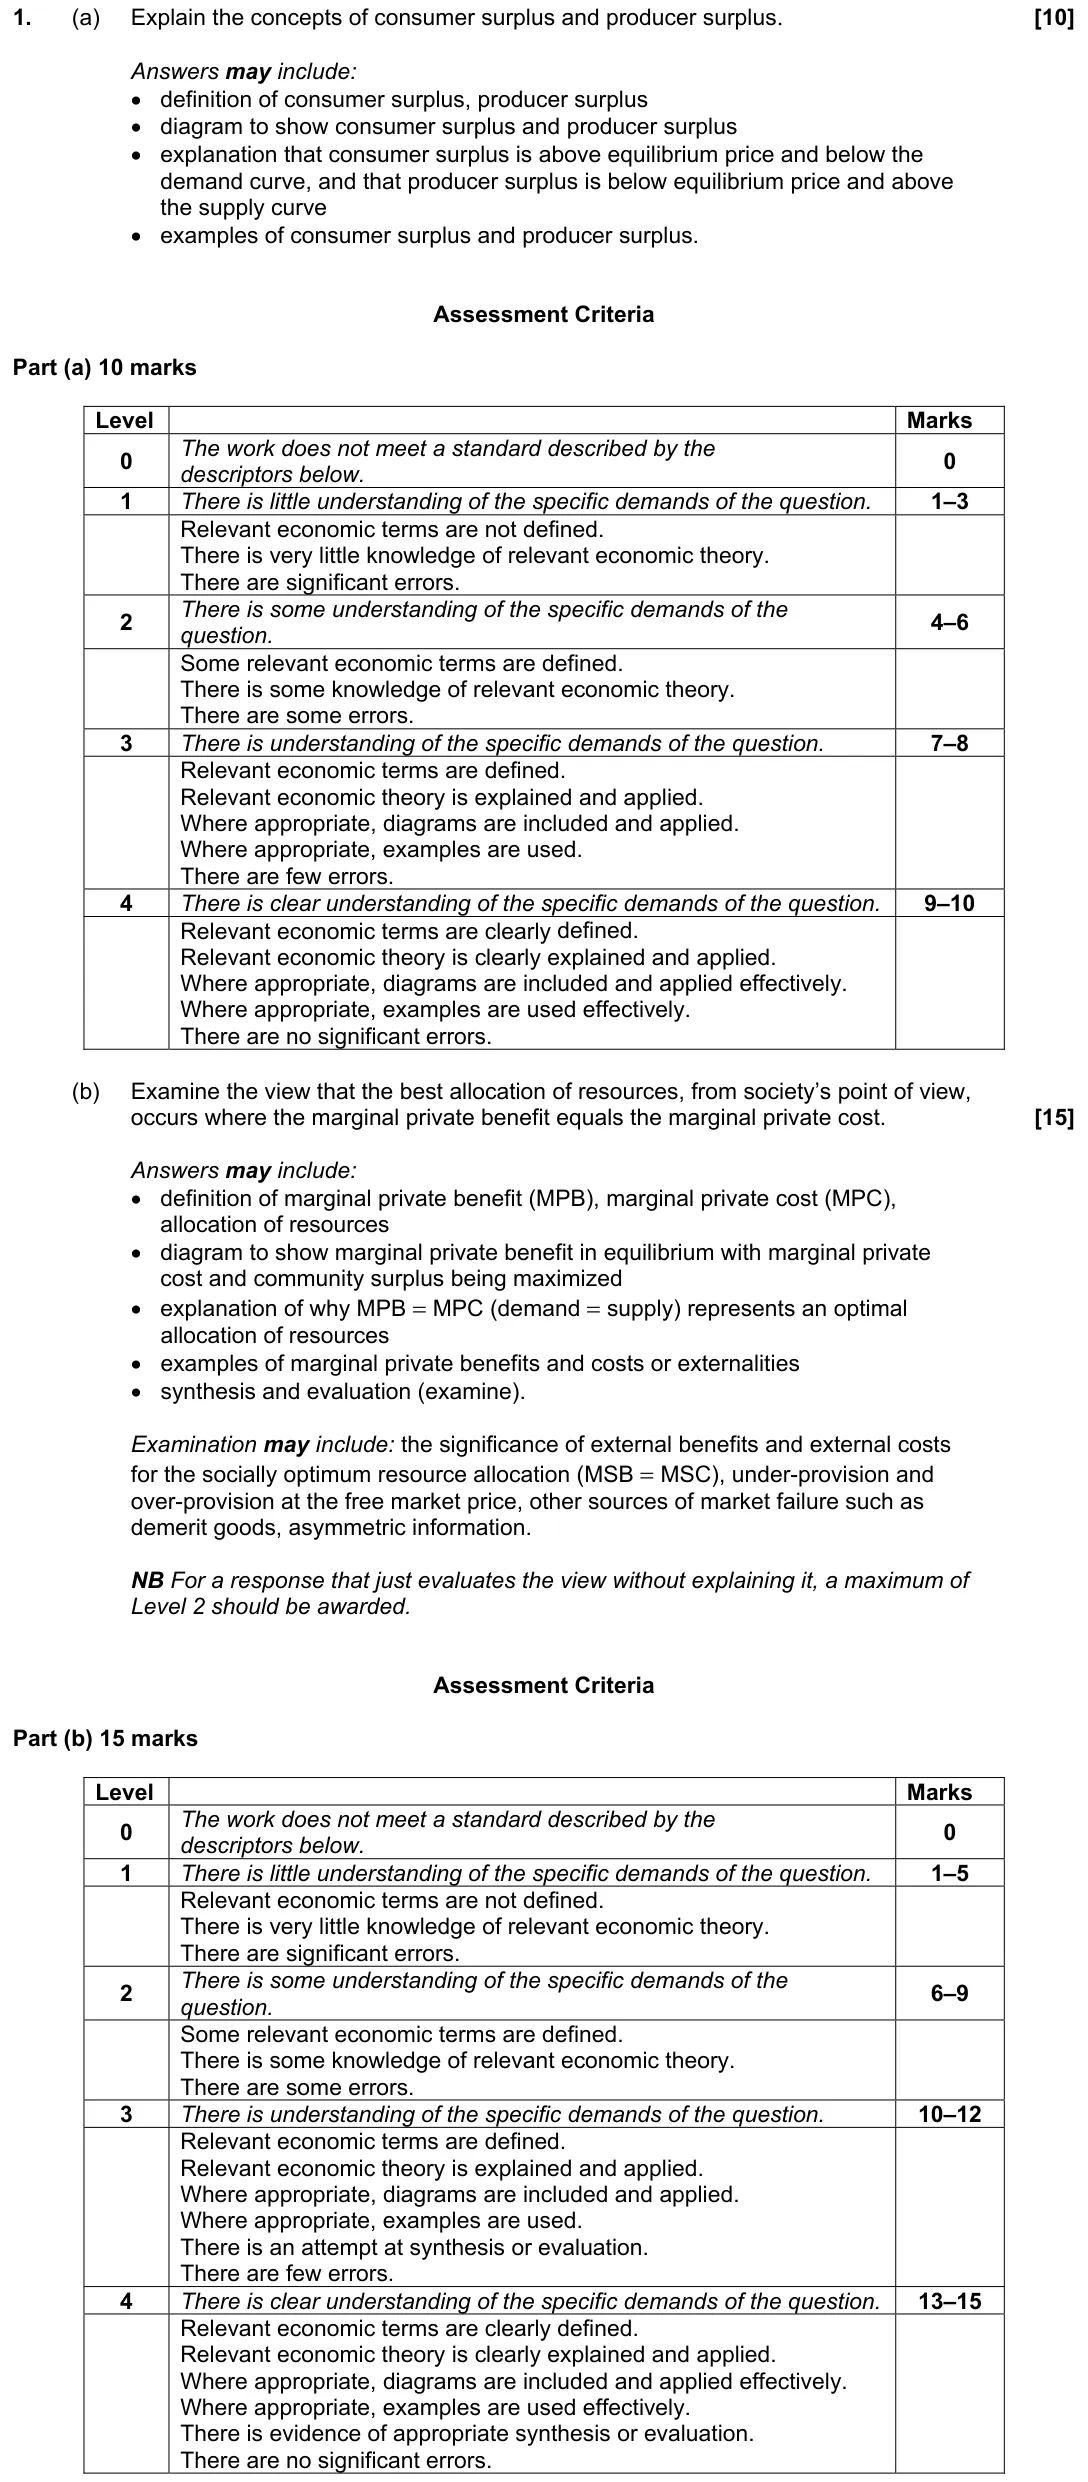 1. (a) Explain the concepts of consumer surplus and producer surplus. [10]
Answers may include:
• definition of consumer surplus, producer surplus
• diagram to show consumer surplus and producer surplus
• explanation that consumer surplus is above equilibrium price and below the
demand curve, and that producer surplus is below equilibrium price and above
the supply curve
• examples of consumer surplus and producer surplus.
Assessment Criteria
Part (a) 10 marks
Level Marks
0 The work does not meet a standard described by the
descriptors below. 0
1 There is little understanding of the specific demands of the question. 1–3
Relevant economic terms are not defined.
There is very little knowledge of relevant economic theory.
There are significant errors.
2 There is some understanding of the specific demands of the
question. 4–6
Some relevant economic terms are defined.
There is some knowledge of relevant economic theory.
There are some errors.
3 There is understanding of the specific demands of the question. 7–8
Relevant economic terms are defined.
Relevant economic theory is explained and applied.
Where appropriate, diagrams are included and applied.
Where appropriate, examples are used.
There are few errors.
4 There is clear understanding of the specific demands of the question. 9–10
Relevant economic terms are clearly defined.
Relevant economic theory is clearly explained and applied.
Where appropriate, diagrams are included and applied effectively.
Where appropriate, examples are used effectively.
There are no significant errors.
(b) Examine the view that the best allocation of resources, from society’s point of view,
occurs where the marginal private benefit equals the marginal private cost. [15]
Answers may include:
• definition of marginal private benefit (MPB), marginal private cost (MPC),
allocation of resources
• diagram to show marginal private benefit in equilibrium with marginal private
cost and community surplus being maximized
• explanation of why MPB = MPC (demand = supply) represents an optimal
allocation of resources
• examples of marginal private benefits and costs or externalities
• synthesis and evaluation (examine).
Examination may include: the significance of external benefits and external costs
for the socially optimum resource allocation (MSB = MSC), under-provision and
over-provision at the free market price, other sources of market failure such as
demerit goods, asymmetric information.
NB For a response that just evaluates the view without explaining it, a maximum of
Level 2 should be awarded.
Assessment Criteria
Part (b) 15 marks
Level Marks
0 The work does not meet a standard described by the
descriptors below. 0
1 There is little understanding of the specific demands of the question. 1–5
Relevant economic terms are not defined.
There is very little knowledge of relevant economic theory.
There are significant errors.
2 There is some understanding of the specific demands of the
question. 6–9
Some relevant economic terms are defined.
There is some knowledge of relevant economic theory.
There are some errors.
3 There is understanding of the specific demands of the question. 10–12
Relevant economic terms are defined.
Relevant economic theory is explained and applied.
Where appropriate, diagrams are included and applied.
Where appropriate, examples are used.
There is an attempt at synthesis or evaluation.
There are few errors.
4 There is clear understanding of the specific demands of the question. 13–15
Relevant economic terms are clearly defined.
Relevant economic theory is clearly explained and applied.
Where appropriate, diagrams are included and applied effectively.
Where appropriate, examples are used effectively.
There is evidence of appropriate synthesis or evaluation.
There are no significant errors.